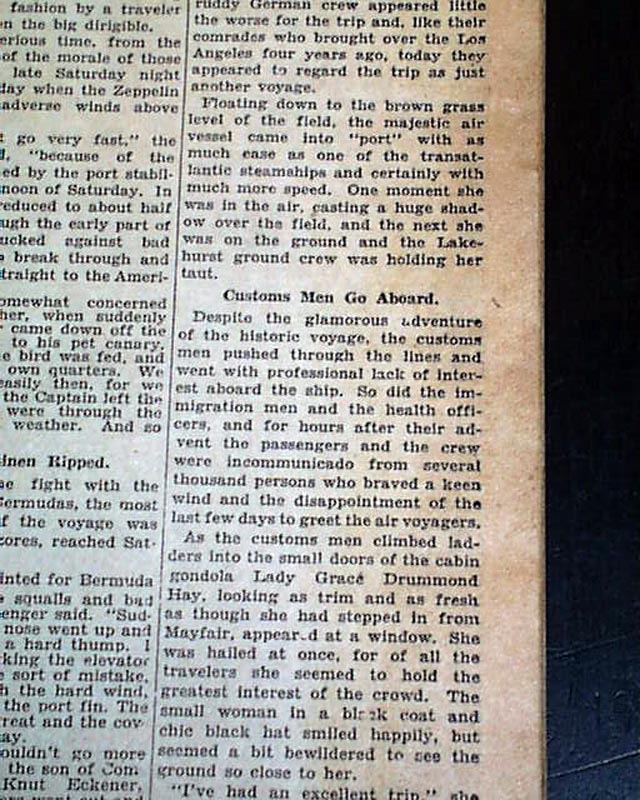 fashion by a traveler
n the big dirigible.
erious time, from the
of the morale of those
late Saturday night
day when the Zeppelin
adverse winds above
t go very fast," the
"because of the
ed by the port stabil-
noon of Saturday. In
reduced to about half
ugh the early part of
ucked against bad
break through and
traight to the Ameri-
omewhat concerned
her, when suddenly
came down off the
to his pet canary.
e bird was fed, and
own quarters. We
easily then, for we
the Captain left the
were through the
weather. And so
inen Ripped.
he fight with the
Bermudas, the most
f the voyage was
zores, reached Sat-
inted for Bermuda
squalls and bad
enger said. "Sud-
nose went up and
a hard thump. I
king the elevator
sort of mistake,
h the hard wind,
the port fin. The
reat and the cov-
ay.
ouldn't go more
the son of Com
Knut Eckener,
ruddy German crew appeared little
the worse for the trip and, like their
comrades who brought over the Los
Angeles four years ago, today they
appeared to regard the trip as just
another voyage.
Floating down to the brown grass
level of the field, the majestic air
vessel came into "port" with as
much ease as one of the transat-
lantic steamships and certainly with
much more speed. One moment she
was in the air, casting a huge shad-
ow over the field, and the next she
was on the ground and the Lake-
hurst ground crew was holding her
taut.
Customs Men Go Aboard.
Despite the glamorous adventure
of the historic voyage, the customs
men pushed through the lines and
went with professional lack of inter-
est aboard the ship. So did the im-
migration men and the health offi-
cers, and for hours after their ad-
vent the passengers and the crew
were incommunicado from several
thousand persons who braved a keen
wind and the disappointment of the
last few days to greet the air voyagers.
As the customs men climbed lad-
ders into the small doors of the cabin
gondola Lady Grace Drummond
Hay, looking as trim and as fresh
as though she had stepped in from
Mayfair, appeared at a window. She
was hailed at once, for of all the
travelers she seemed to hold the
greatest interest of the crowd. The
small woman in a black coat and
chic black hat smiled happily, but
seemed a bit bewildered to see the
ground so close to her.
"I've had an excellent trip," she